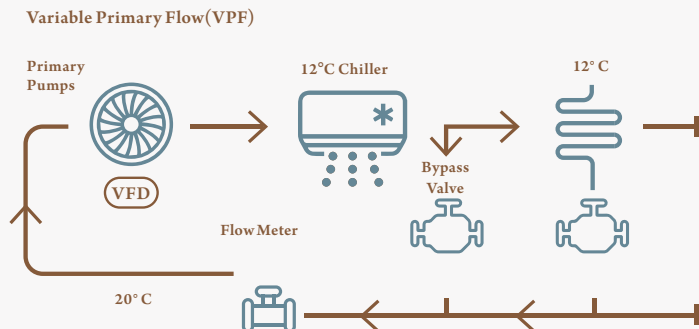 Variable Primary Flow(VPF)
Primary
Pumps
12°C Chiller
12°C
Bypass
Valve
VFD
Flow Meter
20°C